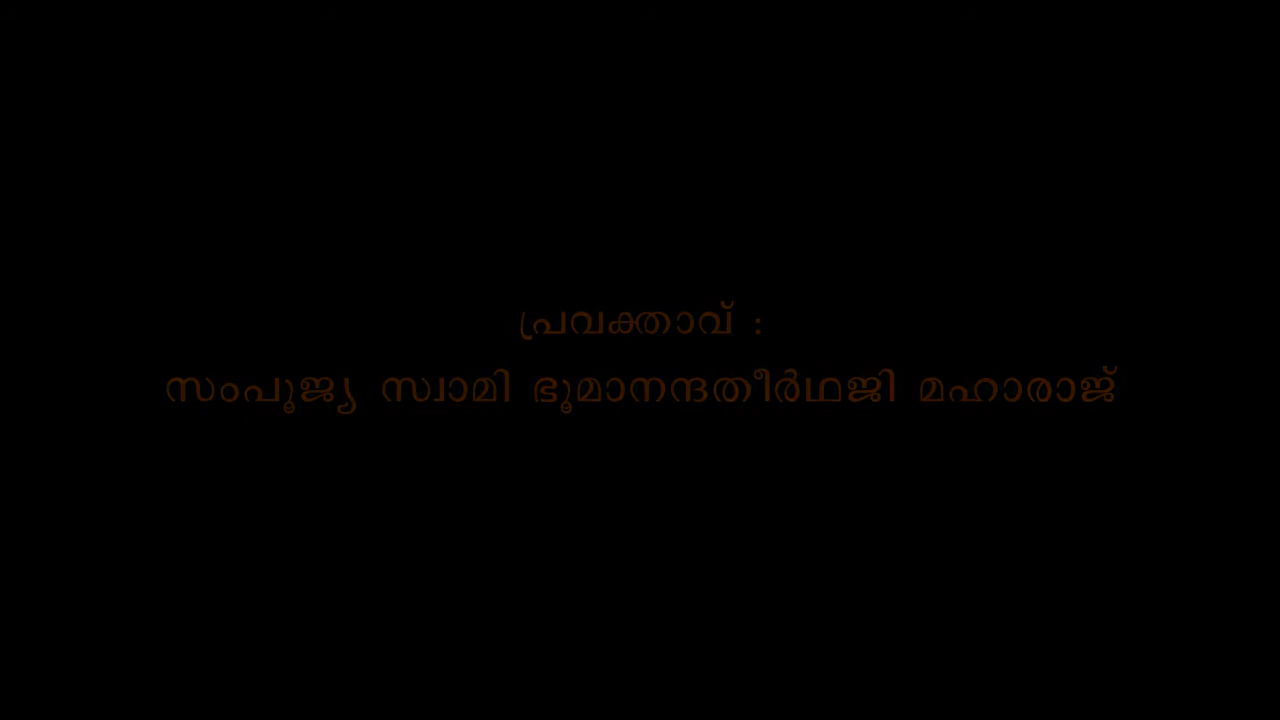 പ്രവക്താവ് :
സംപൂജ്യ സ്വാമി ഭൂമാനന്ദതീർഥജി മഹാരാജ്